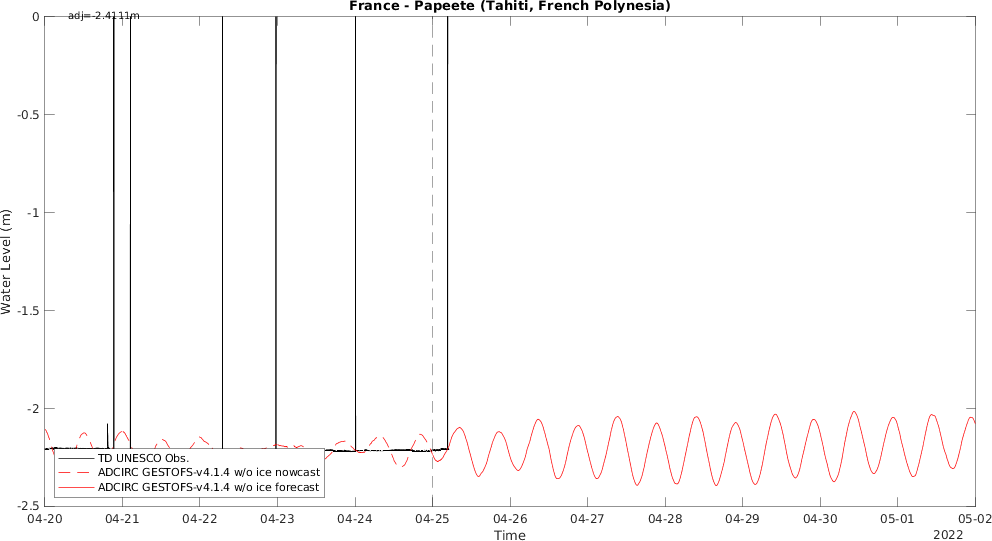 France - Papeete (Tahiti, French Polynesia)
adj=-2.4111m
0
-0.5
-1
-1.5
-2
-2.5
Water Level (m)
TD UNESCO Obs.
ADCIRC GESTOFS-v4.1.4 w/o ice nowcast
ADCIRC GESTOFS-v4.1.4 w/o ice forecast
04-20 04-21 04-22 04-23 04-24 04-25 04-26 04-27 04-28 04-29 04-30 05-01 05-02
Time
2022